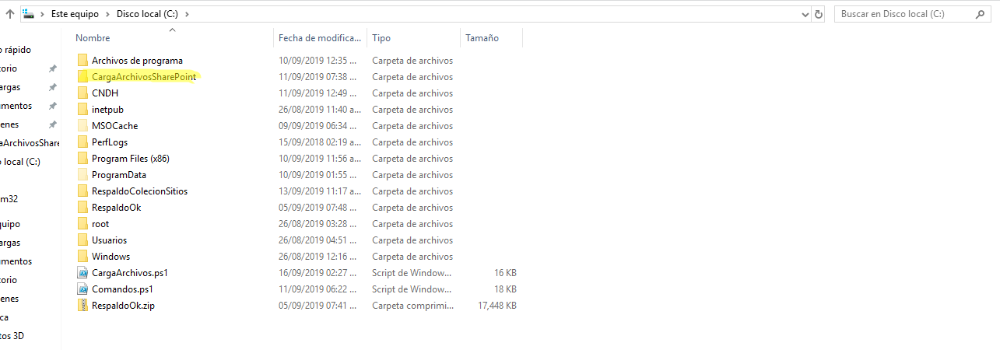 Este equipo > Disco local (C:) > Buscar en Disco local (C:)
Nombre Fecha de modifica... Tipo Tamaño
o rápido
torio
argas
umentos
enes
aArchivosShare
o local (C:)
m32
quipo
argas
umentos
torio
enes
ca
tos 3D
Archivos de programa 10/09/2019 12:35 ... Carpeta de archivos
CargaArchivosSharePoint 11/09/2019 07:38 ... Carpeta de archivos
CNDH 11/09/2019 12:49 ... Carpeta de archivos
inetpub 26/08/2019 11:40 a... Carpeta de archivos
MSOCache 09/09/2019 06:34 ... Carpeta de archivos
PerfLogs 15/09/2018 02:19 a... Carpeta de archivos
Program Files (x86) 10/09/2019 11:56 a... Carpeta de archivos
ProgramData 10/09/2019 01:55 ... Carpeta de archivos
RespaldoColecionSitios 13/09/2019 11:17 a... Carpeta de archivos
RespaldoOk 05/09/2019 07:48 ... Carpeta de archivos
root 26/08/2019 03:28 ... Carpeta de archivos
Usuarios 26/08/2019 04:51 ... Carpeta de archivos
Windows 26/08/2019 12:16 ... Carpeta de archivos
CargaArchivos.ps1 16/09/2019 02:27 ... Script de Window... 16 KB
Comandos.ps1 11/09/2019 06:22 ... Script de Window... 18 KB
RespaldoOk.zip 05/09/2019 07:41 ... Carpeta comprimi... 17,448 KB